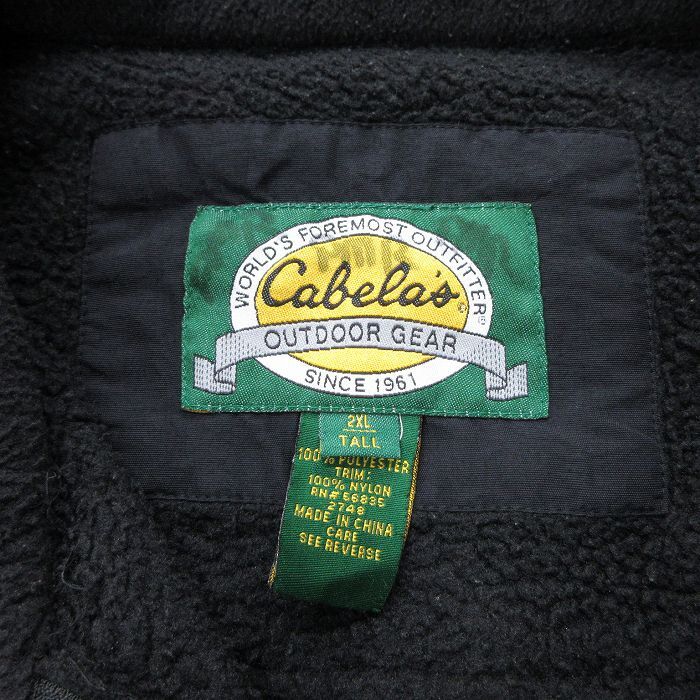 WORLD'S FOREMOST OUTFITTER®
Cabela's®
OUTDOOR GEAR
SINCE 1961
2XL
TALL
100% POLYESTER
TRIM:
100% NYLON
RN# 56835
2748
MADE IN CHINA
CARE
SEE REVERSE